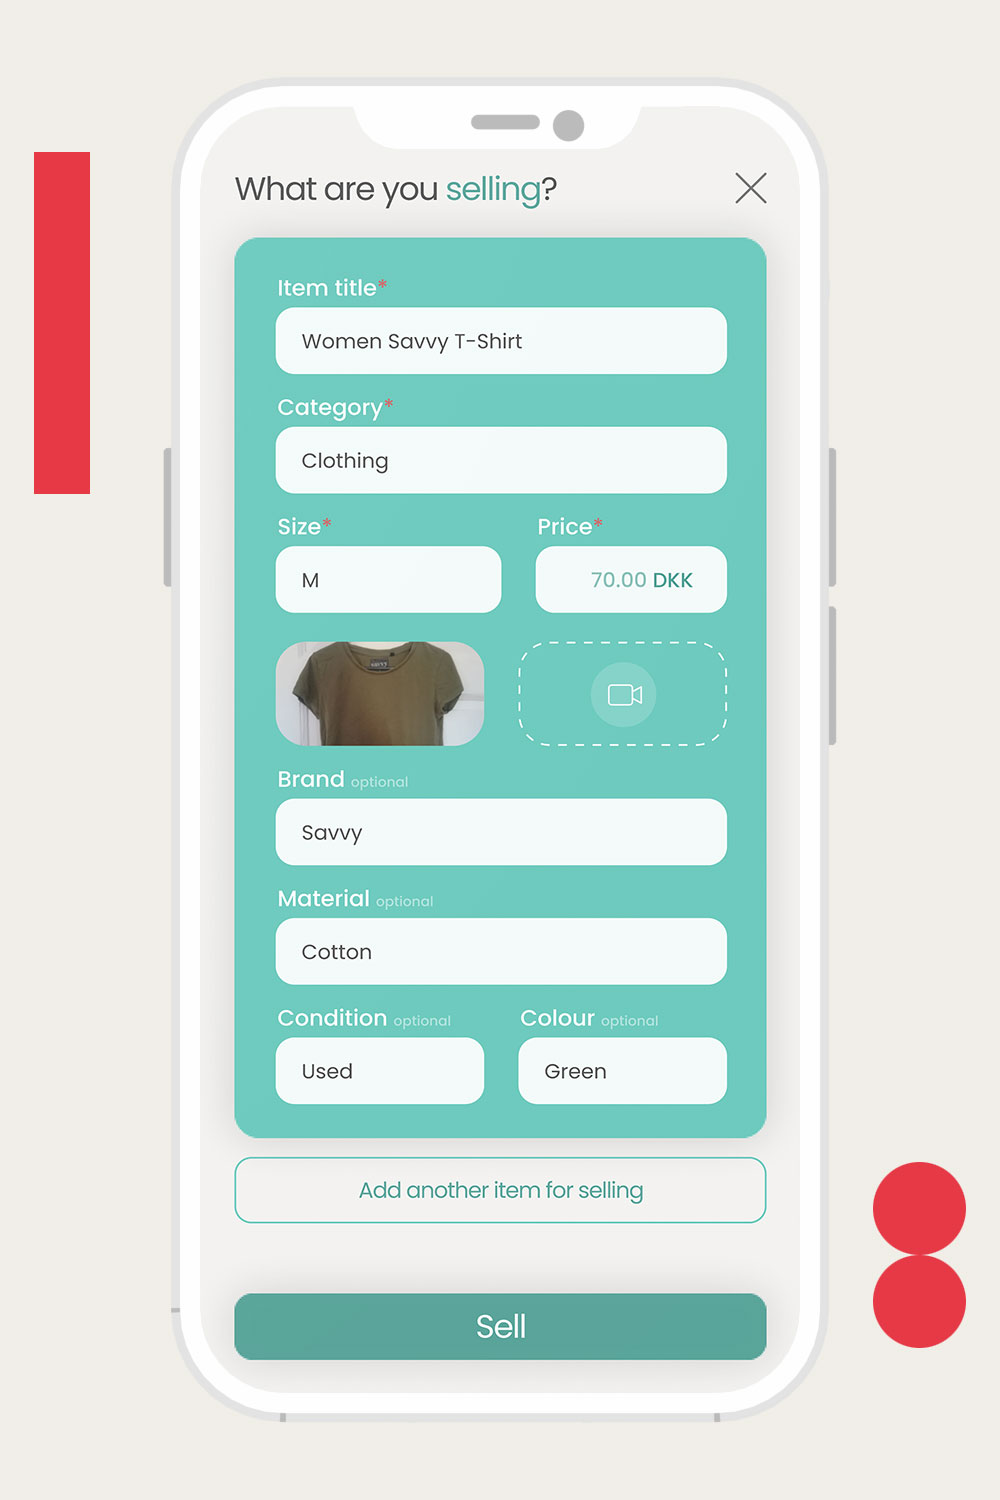 What are you selling?
Item title*
Women Savvy T-Shirt
Category*
Clothing
Size* Price*
M 70.00 DKK
savvy
Brand optional
Savvy
Material optional
Cotton
Condition optional Colour optional
Used Green
Add another item for selling
Sell